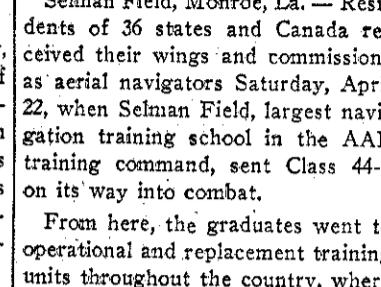 Selman Field, Monroe, La. — Resi
dents of 36 states and Canada re
ceived their wings and commission
as aerial navigators Saturday, Apr
22, when Selman Field, largest navi
gation training school in the AA
training command, sent Class 44-
on its way into combat.
From here, the graduates went t
operational and replacement training
units throughout the country, wher